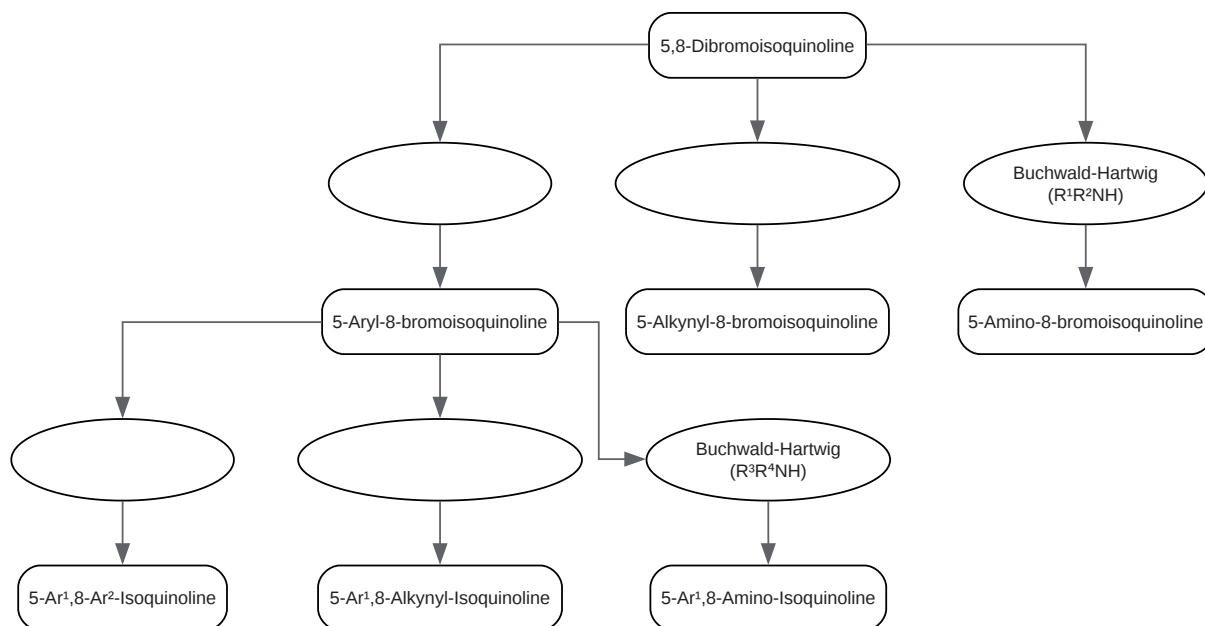 5,8-Dibromoisoquinoline
Buchwald-Hartwig
(R¹R²NH)
5-Aryl-8-bromoisoquinoline
5-Alkynyl-8-bromoisoquinoline
5-Amino-8-bromoisoquinoline
Buchwald-Hartwig
(R³R⁴NH)
5-Ar¹,8-Ar²-Isoquinoline
5-Ar¹,8-Alkynyl-Isoquinoline
5-Ar¹,8-Amino-Isoquinoline